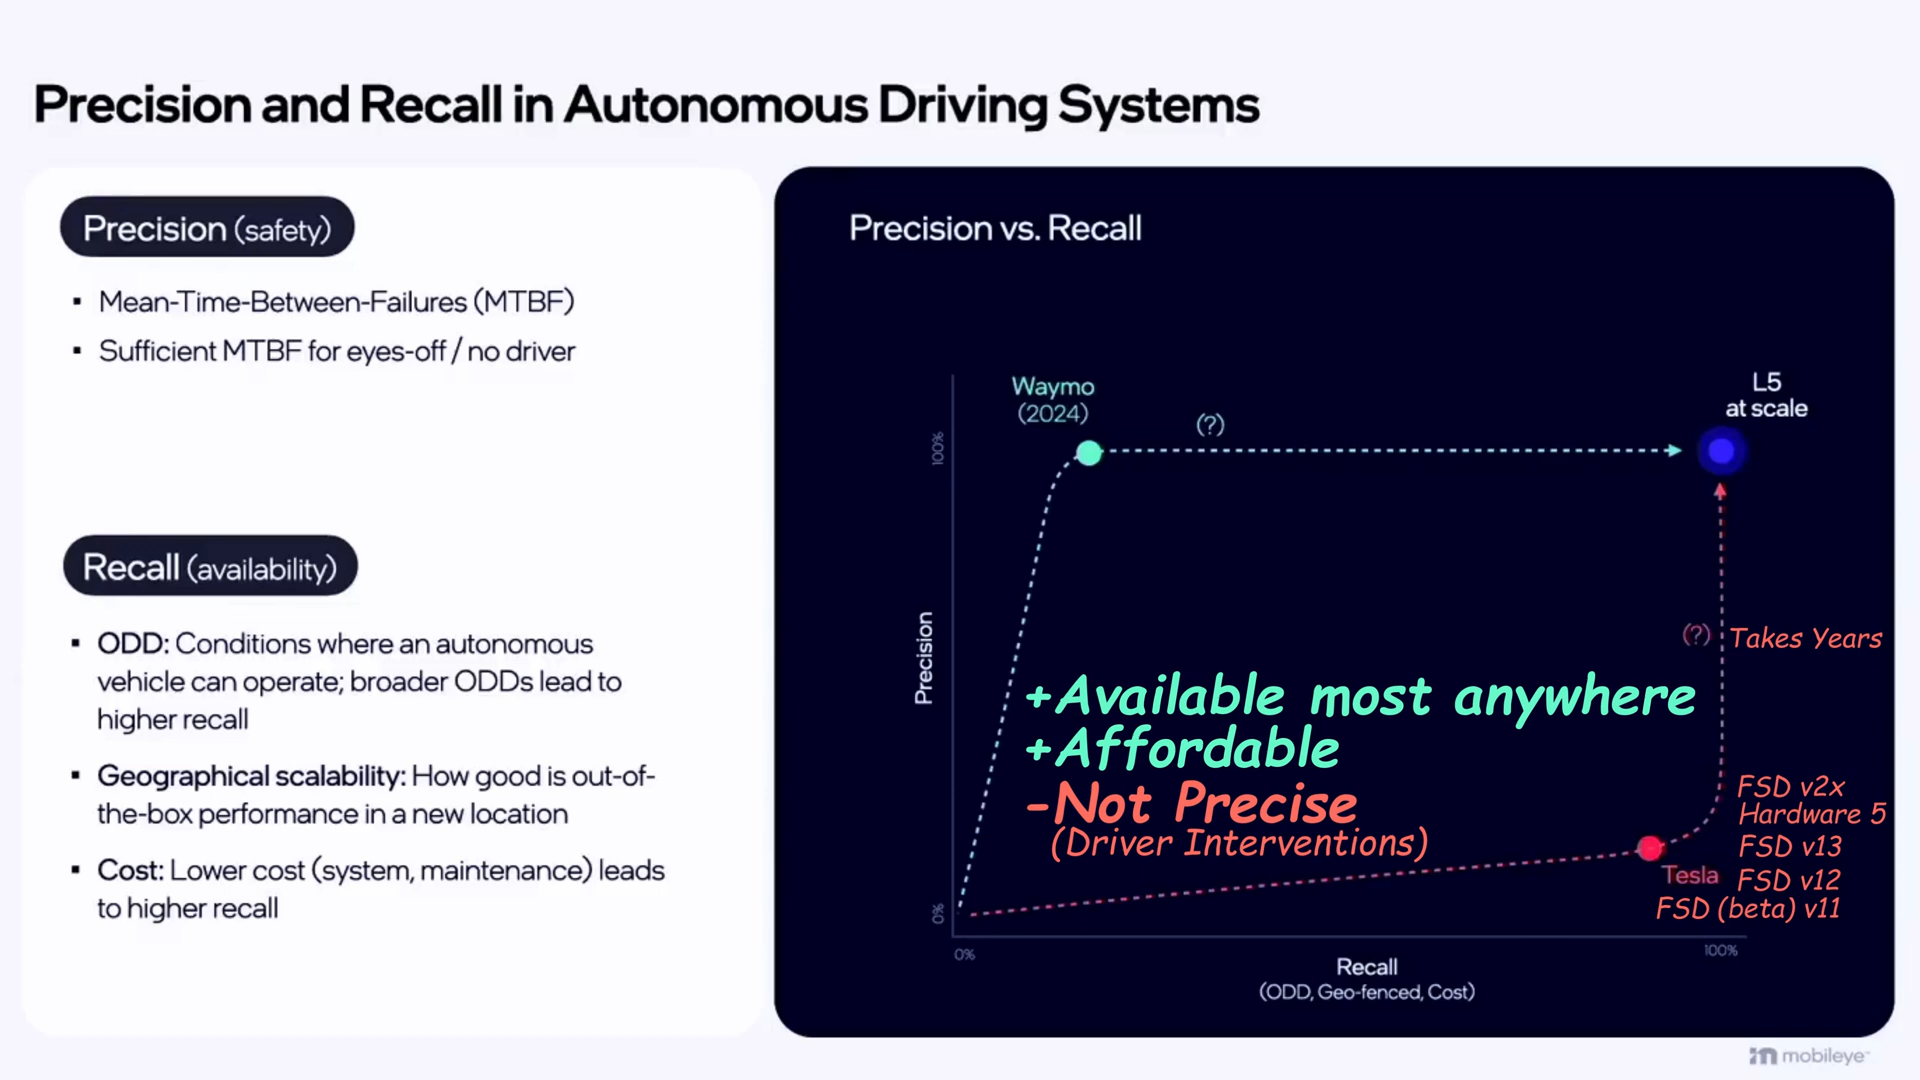 Precision and Recall in Autonomous Driving Systems
Precision (safety)
▪ Mean-Time-Between-Failures (MTBF)
▪ Sufficient MTBF for eyes-off / no driver
Recall (availability)
▪ ODD: Conditions where an autonomous
vehicle can operate; broader ODDs lead to
higher recall
▪ Geographical scalability: How good is out-of-
the-box performance in a new location
▪ Cost: Lower cost (system, maintenance) leads
to higher recall
Precision vs. Recall
Waymo
(2024)
(?)
L5
at scale
100%
Precision
0%
(?) Takes Years
+Available most anywhere
+Affordable
-Not Precise
(Driver Interventions)
FSD v2x
Hardware 5
FSD v13
Tesla
FSD v12
FSD (beta) v11
0%
100%
Recall
(ODD, Geo-fenced, Cost)
mobileye™